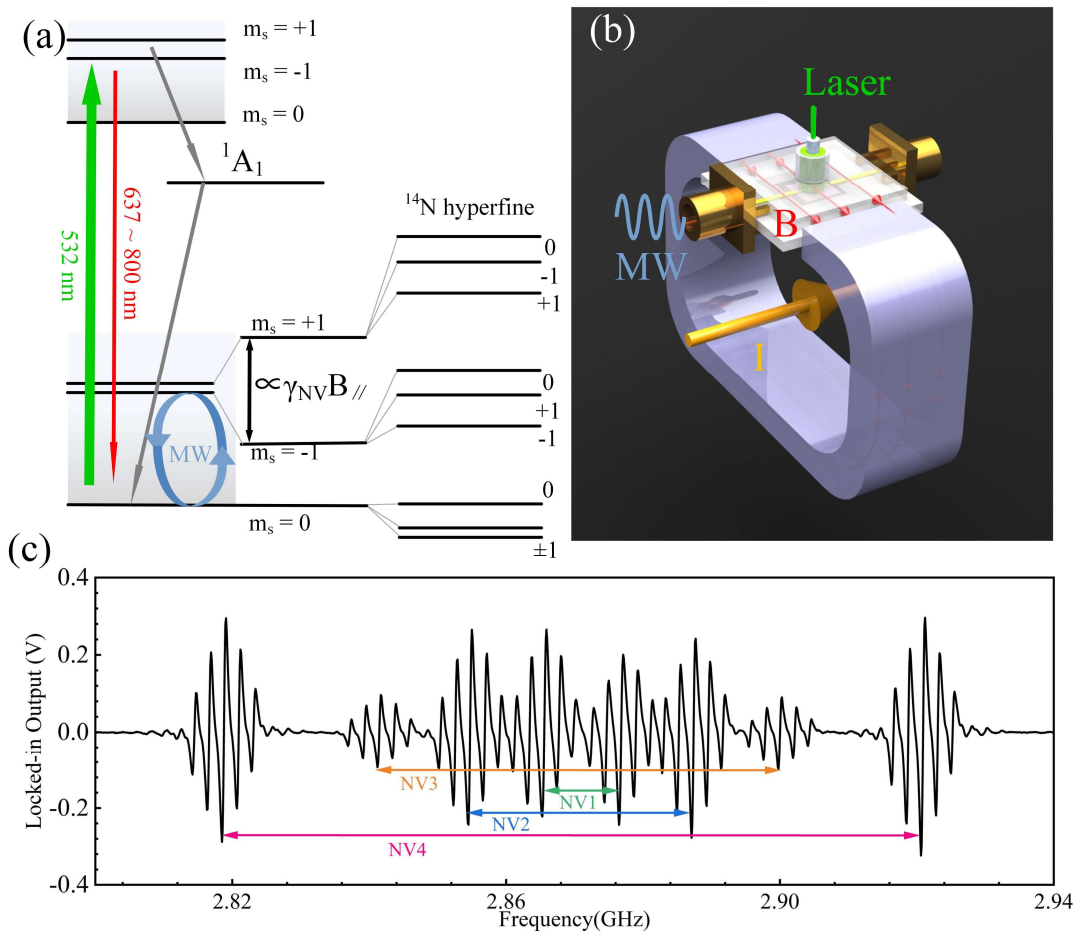 (a)
m_s = +1
m_s = -1
m_s = 0
¹A₁
637 ~ 800 nm
532 nm
¹⁴N hyperfine
0
-1
+1
m_s = +1
∝γ_NV B_//
0
+1
-1
m_s = -1
MW
0
m_s = 0
±1
(b)
Laser
B
MW
I
(c)
0.4
0.2
0.0
-0.2
-0.4
Locked-in Output (V)
NV3
NV1
NV2
NV4
2.82
2.86
2.90
2.94
Frequency(GHz)